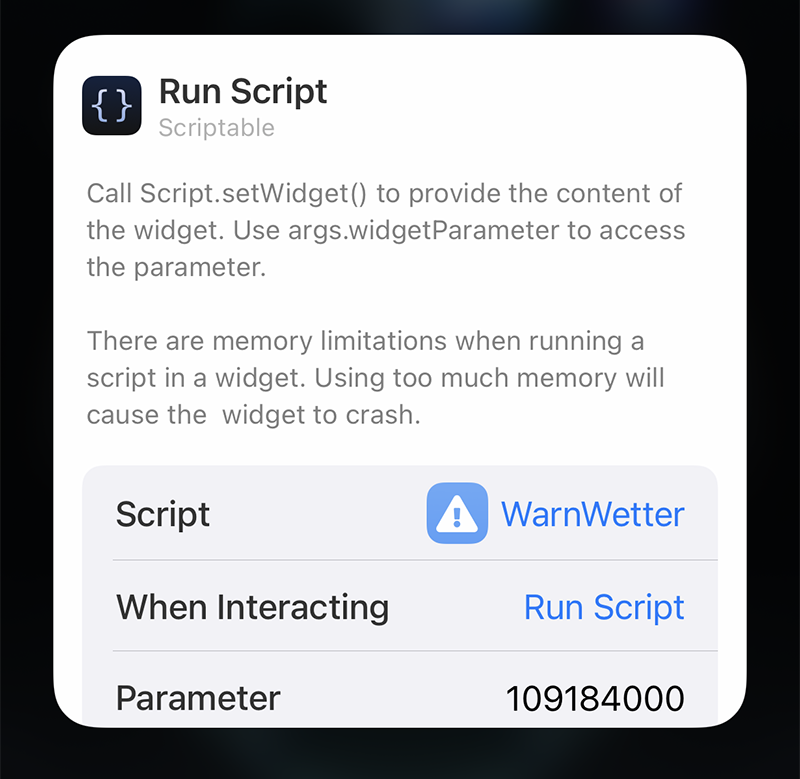 {}
Run Script
Scriptable
Call Script.setWidget() to provide the content of
the widget. Use args.widgetParameter to access
the parameter.
There are memory limitations when running a
script in a widget. Using too much memory will
cause the  widget to crash.
Script WarnWetter
When Interacting Run Script
Parameter 109184000